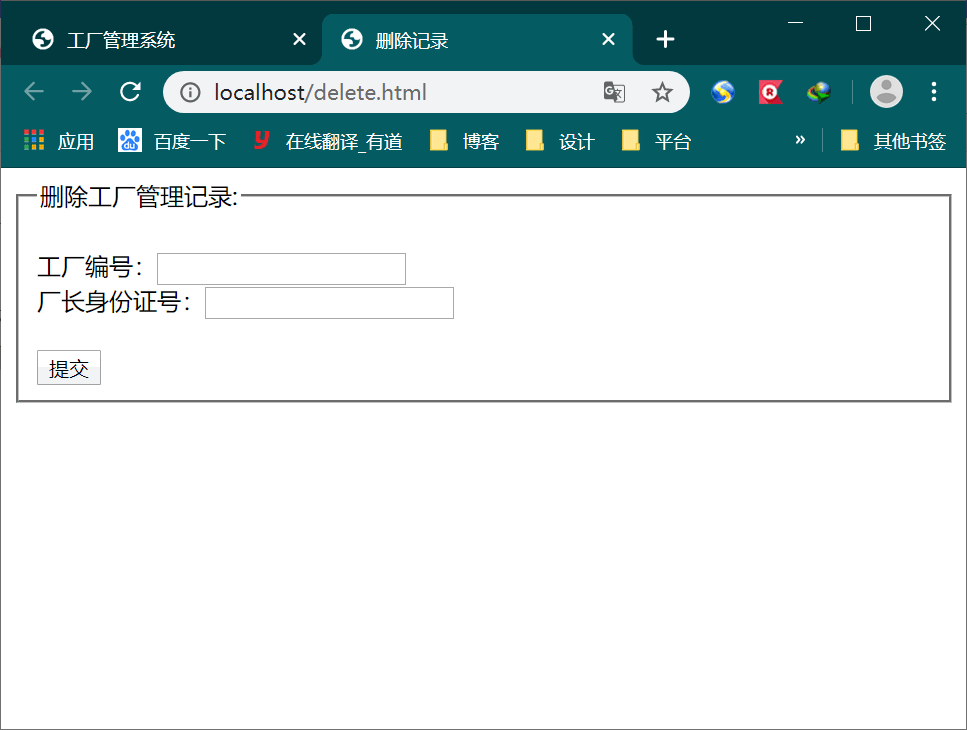 工厂管理系统 删除记录
localhost/delete.html
应用 百度一下 在线翻译_有道 博客 设计 平台 » 其他书签
删除工厂管理记录:
工厂编号：
厂长身份证号：
提交